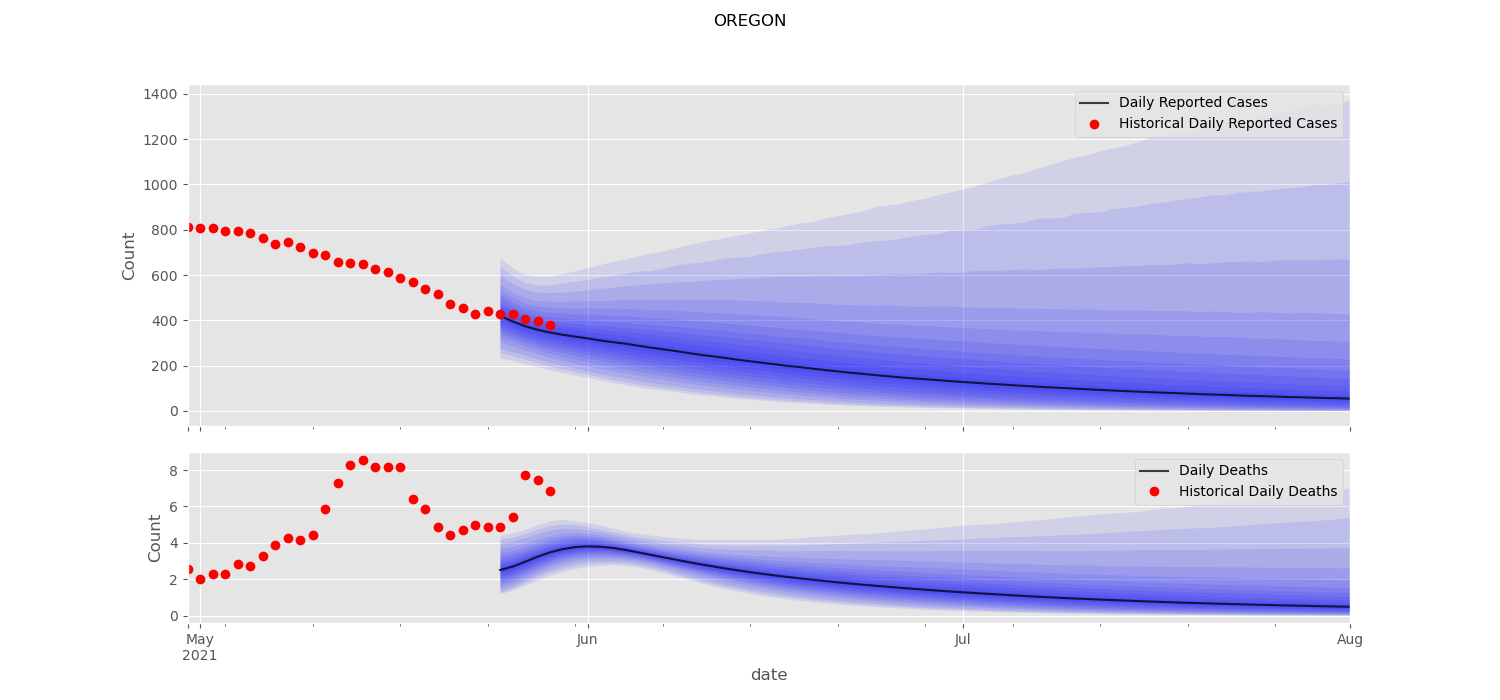 OREGON
1400
1200
1000
800
600
400
200
0
Count
Daily Reported Cases
Historical Daily Reported Cases
8
6
4
2
0
Count
Daily Deaths
Historical Daily Deaths
May
2021
Jun
Jul
Aug
date